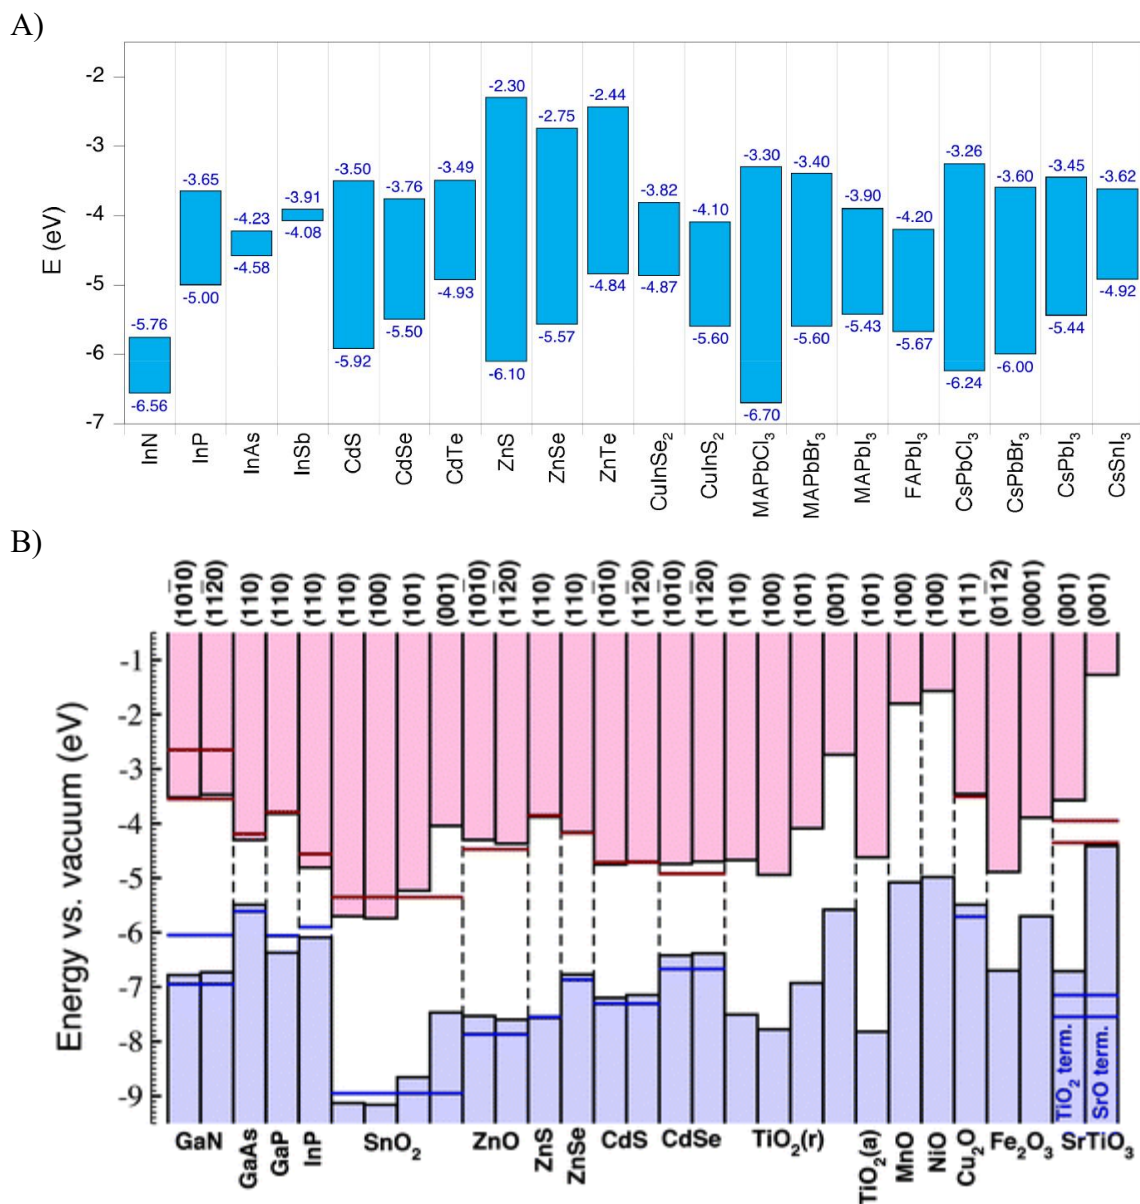 A)
E (eV)
-2
-3
-4
-5
-6
-7
-5.76
-6.56
-3.65
-5.00
-4.23
-4.58
-3.91
-4.08
-3.50
-5.92
-3.76
-5.50
-3.49
-4.93
-2.30
-6.10
-2.75
-5.57
-2.44
-4.84
-3.82
-4.87
-4.10
-5.60
-3.30
-6.70
-3.40
-5.60
-3.90
-5.43
-4.20
-5.67
-3.26
-6.24
-3.60
-6.00
-3.45
-5.44
-3.62
-4.92
InN
InP
InAs
InSb
CdS
CdSe
CdTe
ZnS
ZnSe
ZnTe
CuInSe₂
CuInS₂
MAPbCl₃
MAPbBr₃
MAPbI₃
FAPbI₃
CsPbCl₃
CsPbBr₃
CsPbI₃
CsSnI₃
B)
(101̄0)
(112̄0)
(110)
(110)
(110)
(110)
(100)
(101)
(001)
(101̄0)
(112̄0)
(110)
(110)
(101̄0)
(112̄0)
(101̄0)
(112̄0)
(110)
(100)
(101)
(001)
(101)
(100)
(100)
(111)
(011̄2)
(0001)
(001)
(001)
Energy vs. vacuum (eV)
-1
-2
-3
-4
-5
-6
-7
-8
-9
TiO₂ term.
SrO term.
GaN
GaAs
GaP
InP
SnO₂
ZnO
ZnS
ZnSe
CdS
CdSe
TiO₂(r)
TiO₂(a)
MnO
NiO
Cu₂O
Fe₂O₃
SrTiO₃